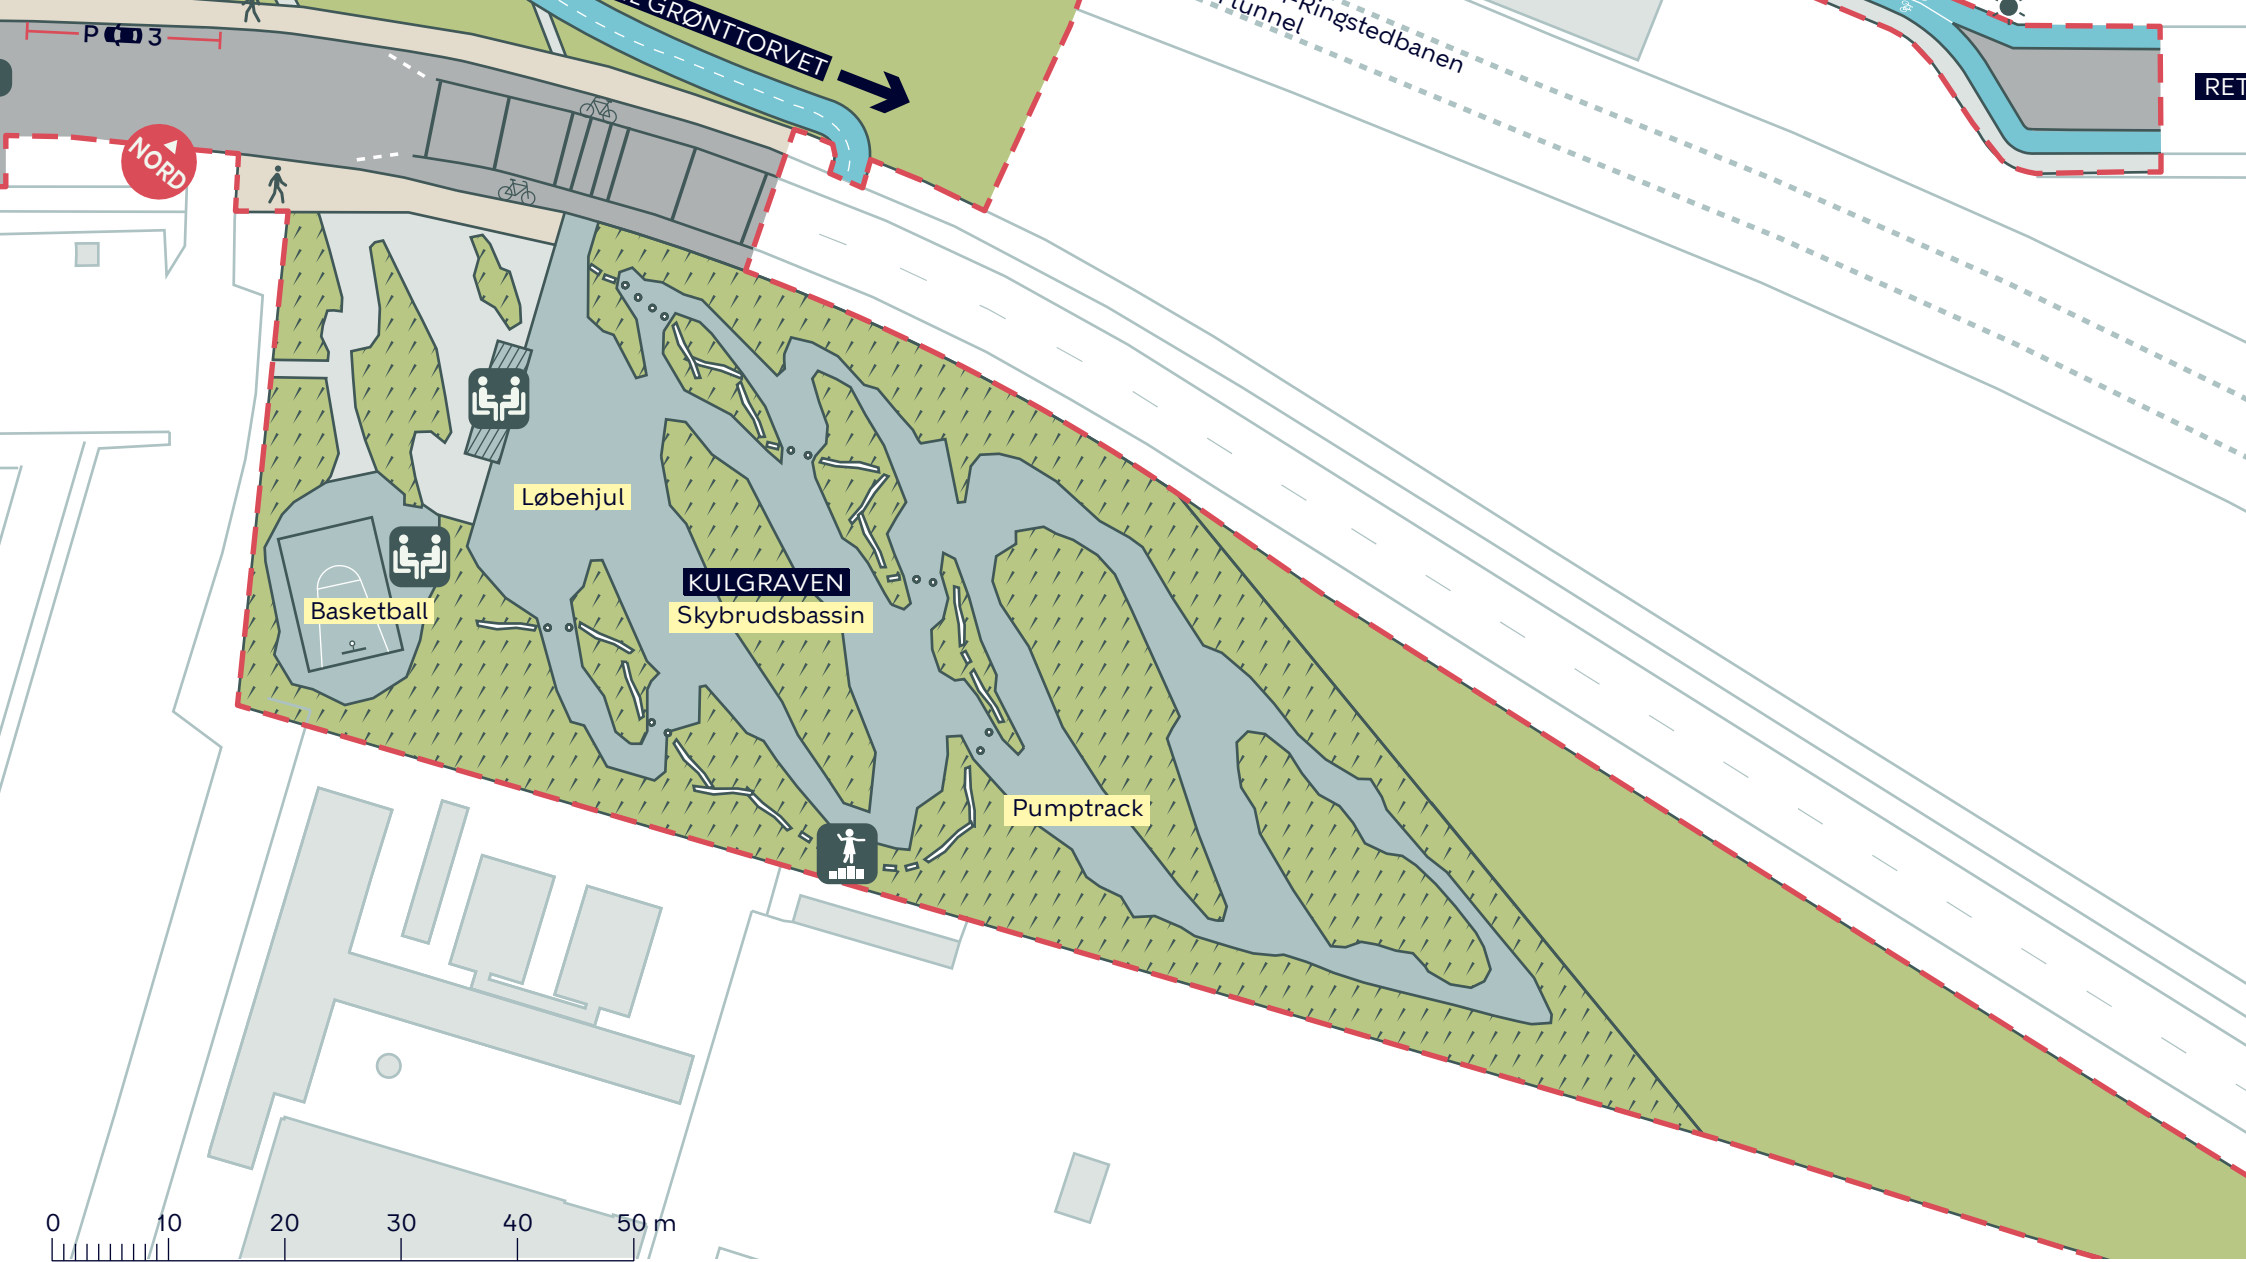 GRØNTTORVET
Ringstedbanen
tunnel
P 3
RET
NORD
Løbehjul
KULGRAVEN
Skybrudsbassin
Basketball
Pumptrack
0 10 20 30 40 50 m